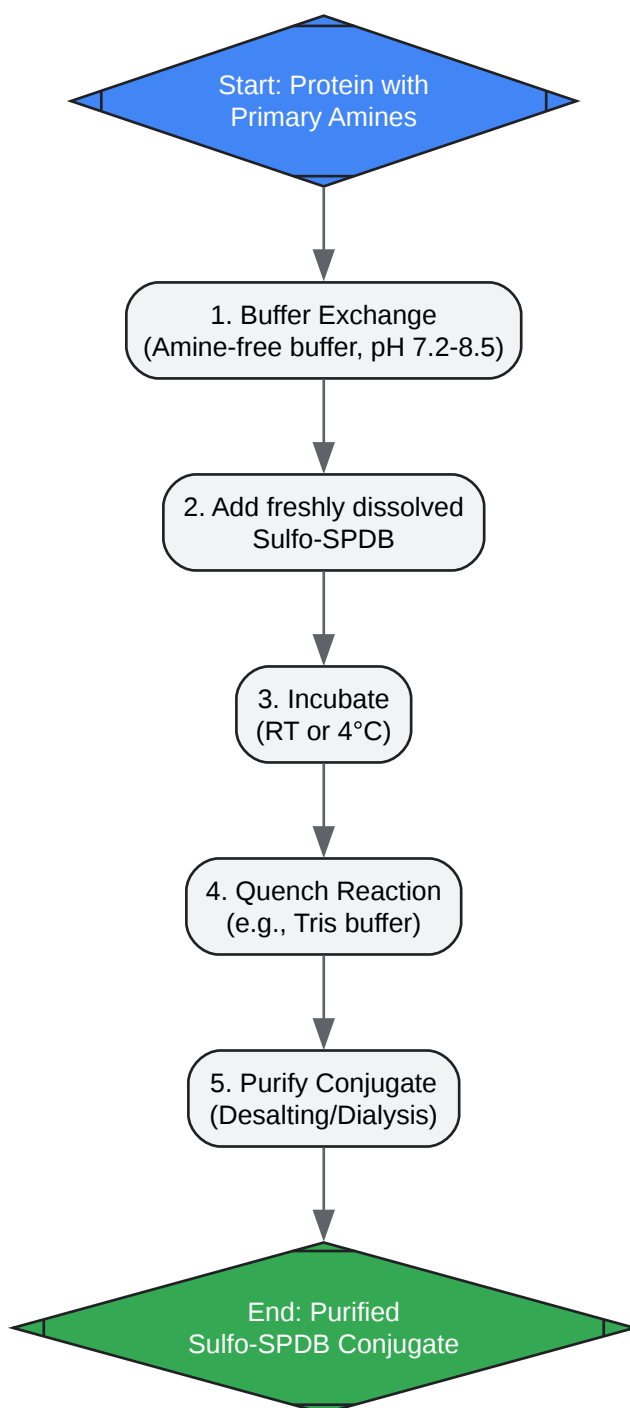 Start: Protein with
Primary Amines
1. Buffer Exchange
(Amine-free buffer, pH 7.2-8.5)
2. Add freshly dissolved
Sulfo-SPDB
3. Incubate
(RT or 4°C)
4. Quench Reaction
(e.g., Tris buffer)
5. Purify Conjugate
(Desalting/Dialysis)
End: Purified
Sulfo-SPDB Conjugate